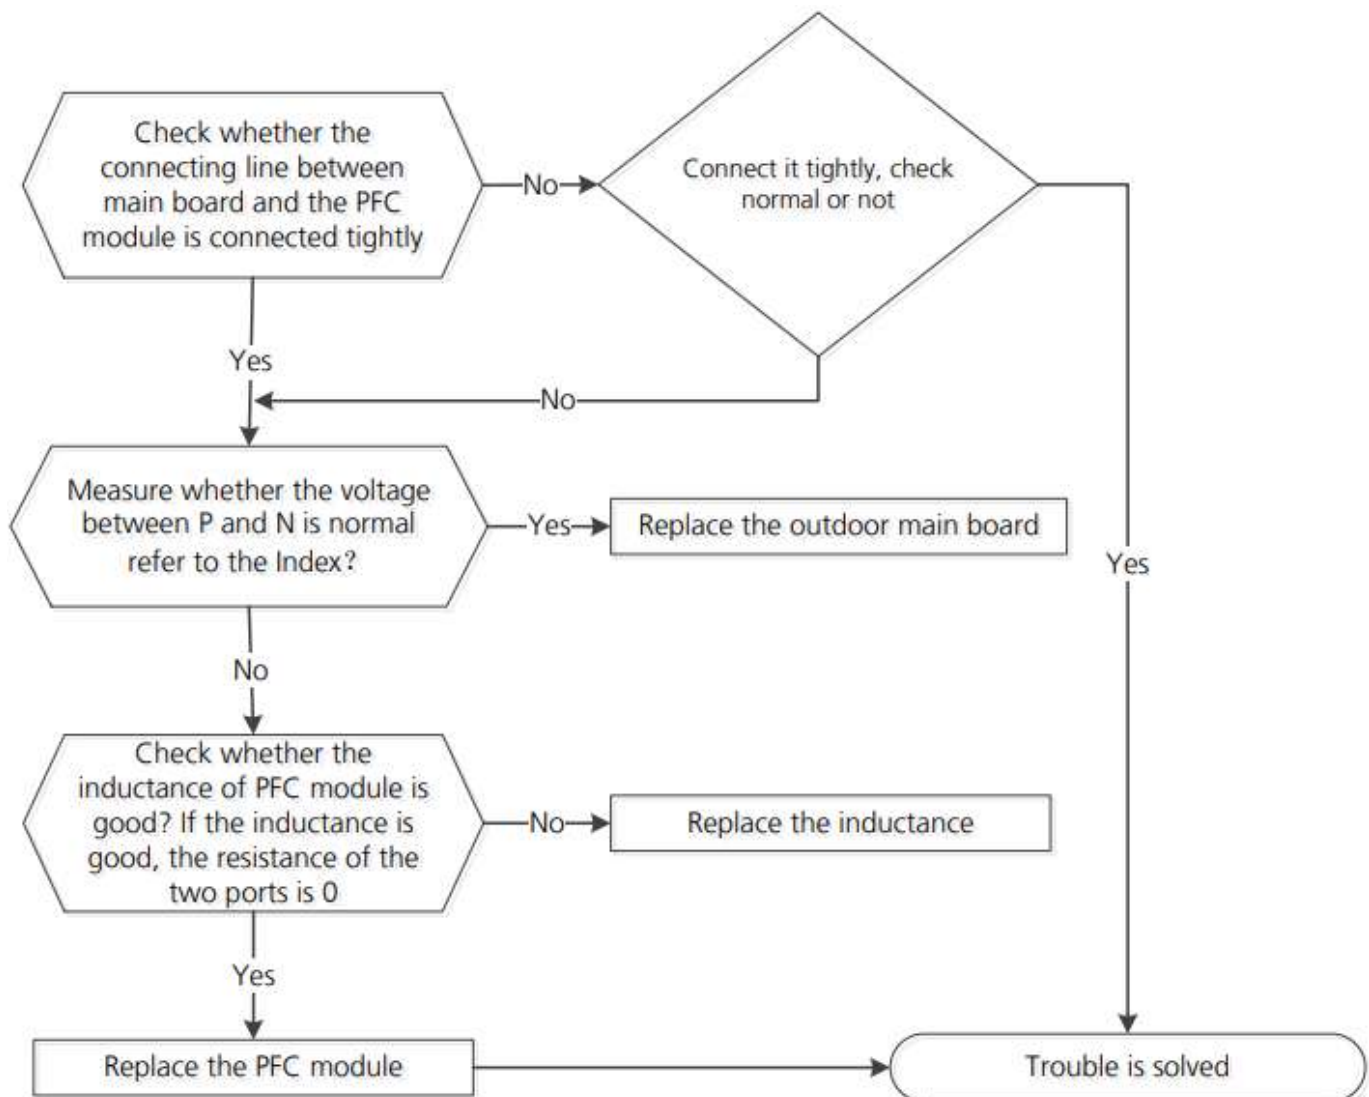 Check whether the
connecting line between
main board and the PFC
module is connected tightly
No
Connect it tightly, check
normal or not
Yes
No
Measure whether the voltage
between P and N is normal
refer to the Index?
Yes
Replace the outdoor main board
Yes
No
Check whether the
inductance of PFC module is
good? If the inductance is
good, the resistance of the
two ports is 0
No
Replace the inductance
Yes
Replace the PFC module
Trouble is solved